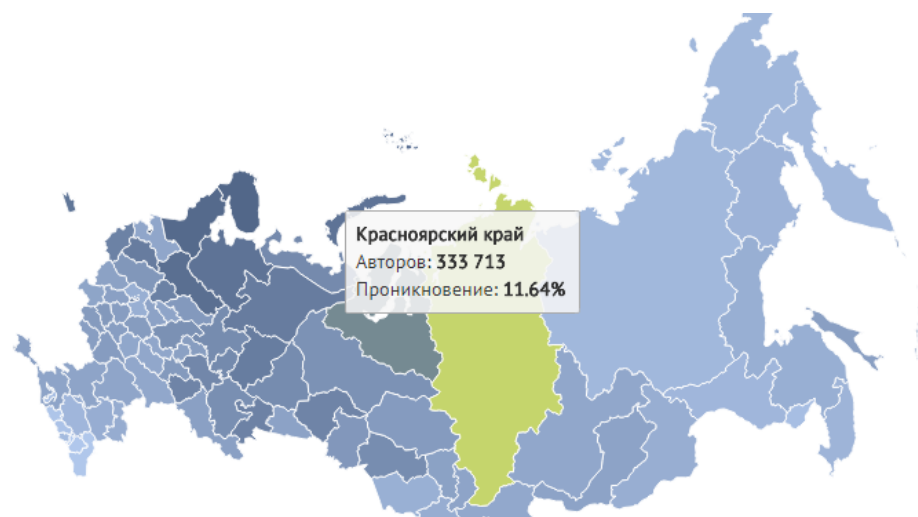 Красноярский край
Авторов: 333 713
Проникновение: 11.64%